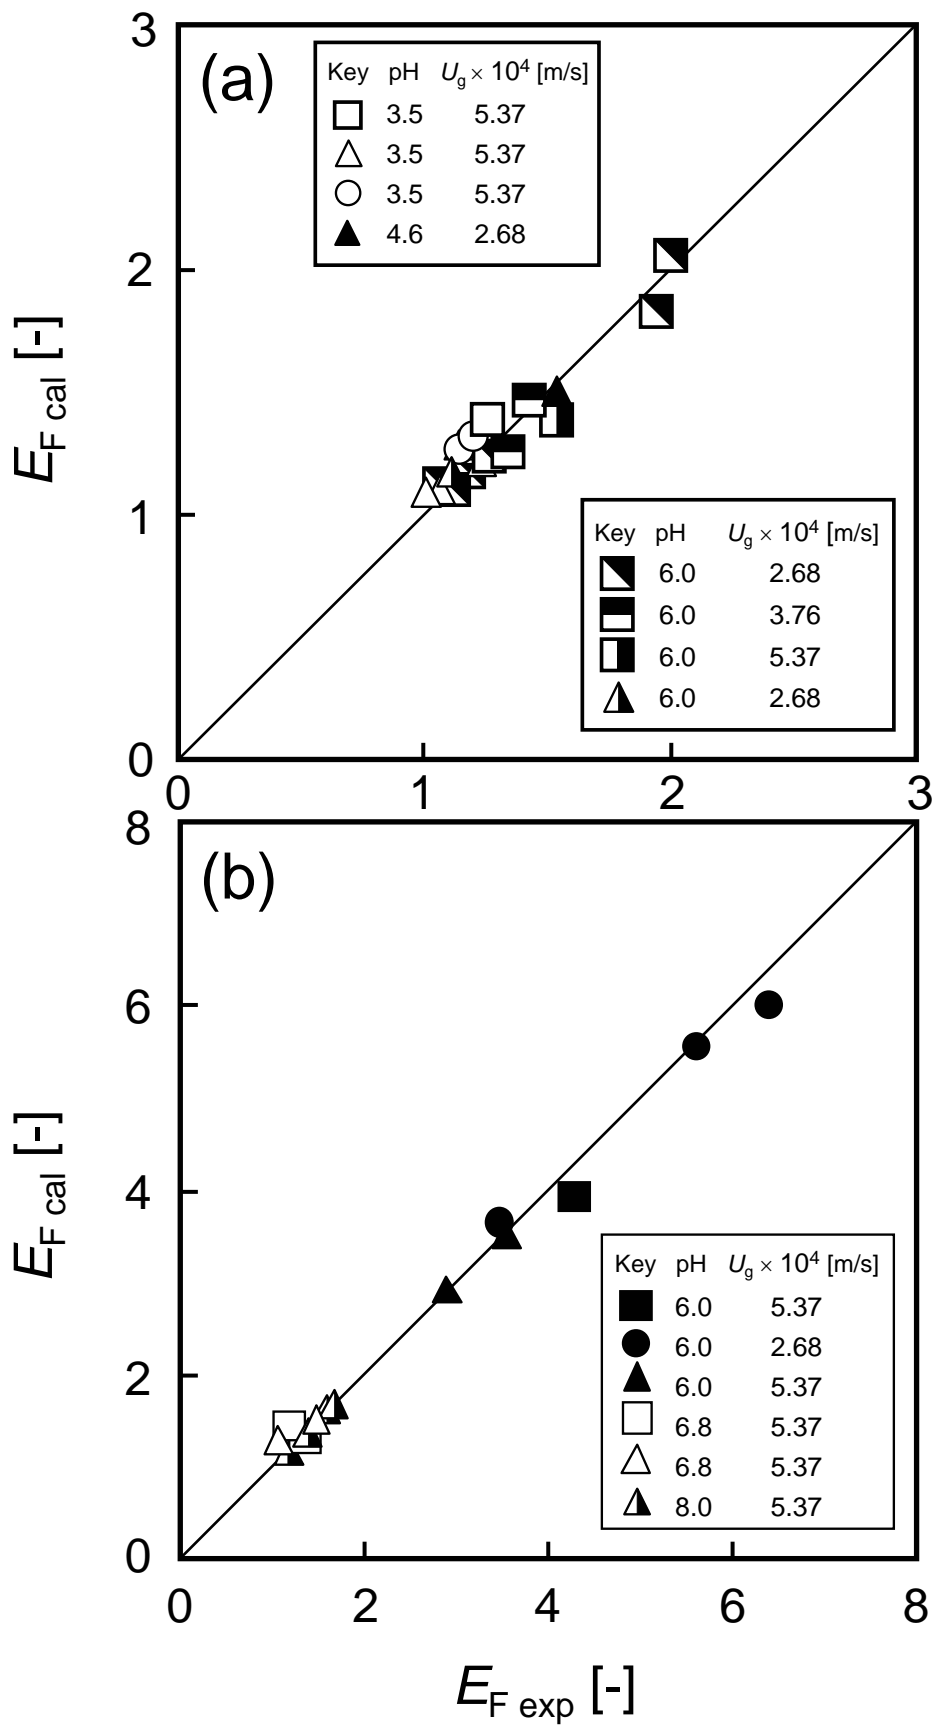 (a)
Key pH U_g × 10^4 [m/s]
3.5 5.37
3.5 5.37
3.5 5.37
4.6 2.68
Key pH U_g × 10^4 [m/s]
6.0 2.68
6.0 3.76
6.0 5.37
6.0 2.68
3
2
1
0
E_F cal [-]
0 1 2 3
(b)
8
6
4
2
0
E_F cal [-]
Key pH U_g × 10^4 [m/s]
6.0 5.37
6.0 2.68
6.0 5.37
6.8 5.37
6.8 5.37
8.0 5.37
0 2 4 6 8
E_F exp [-]